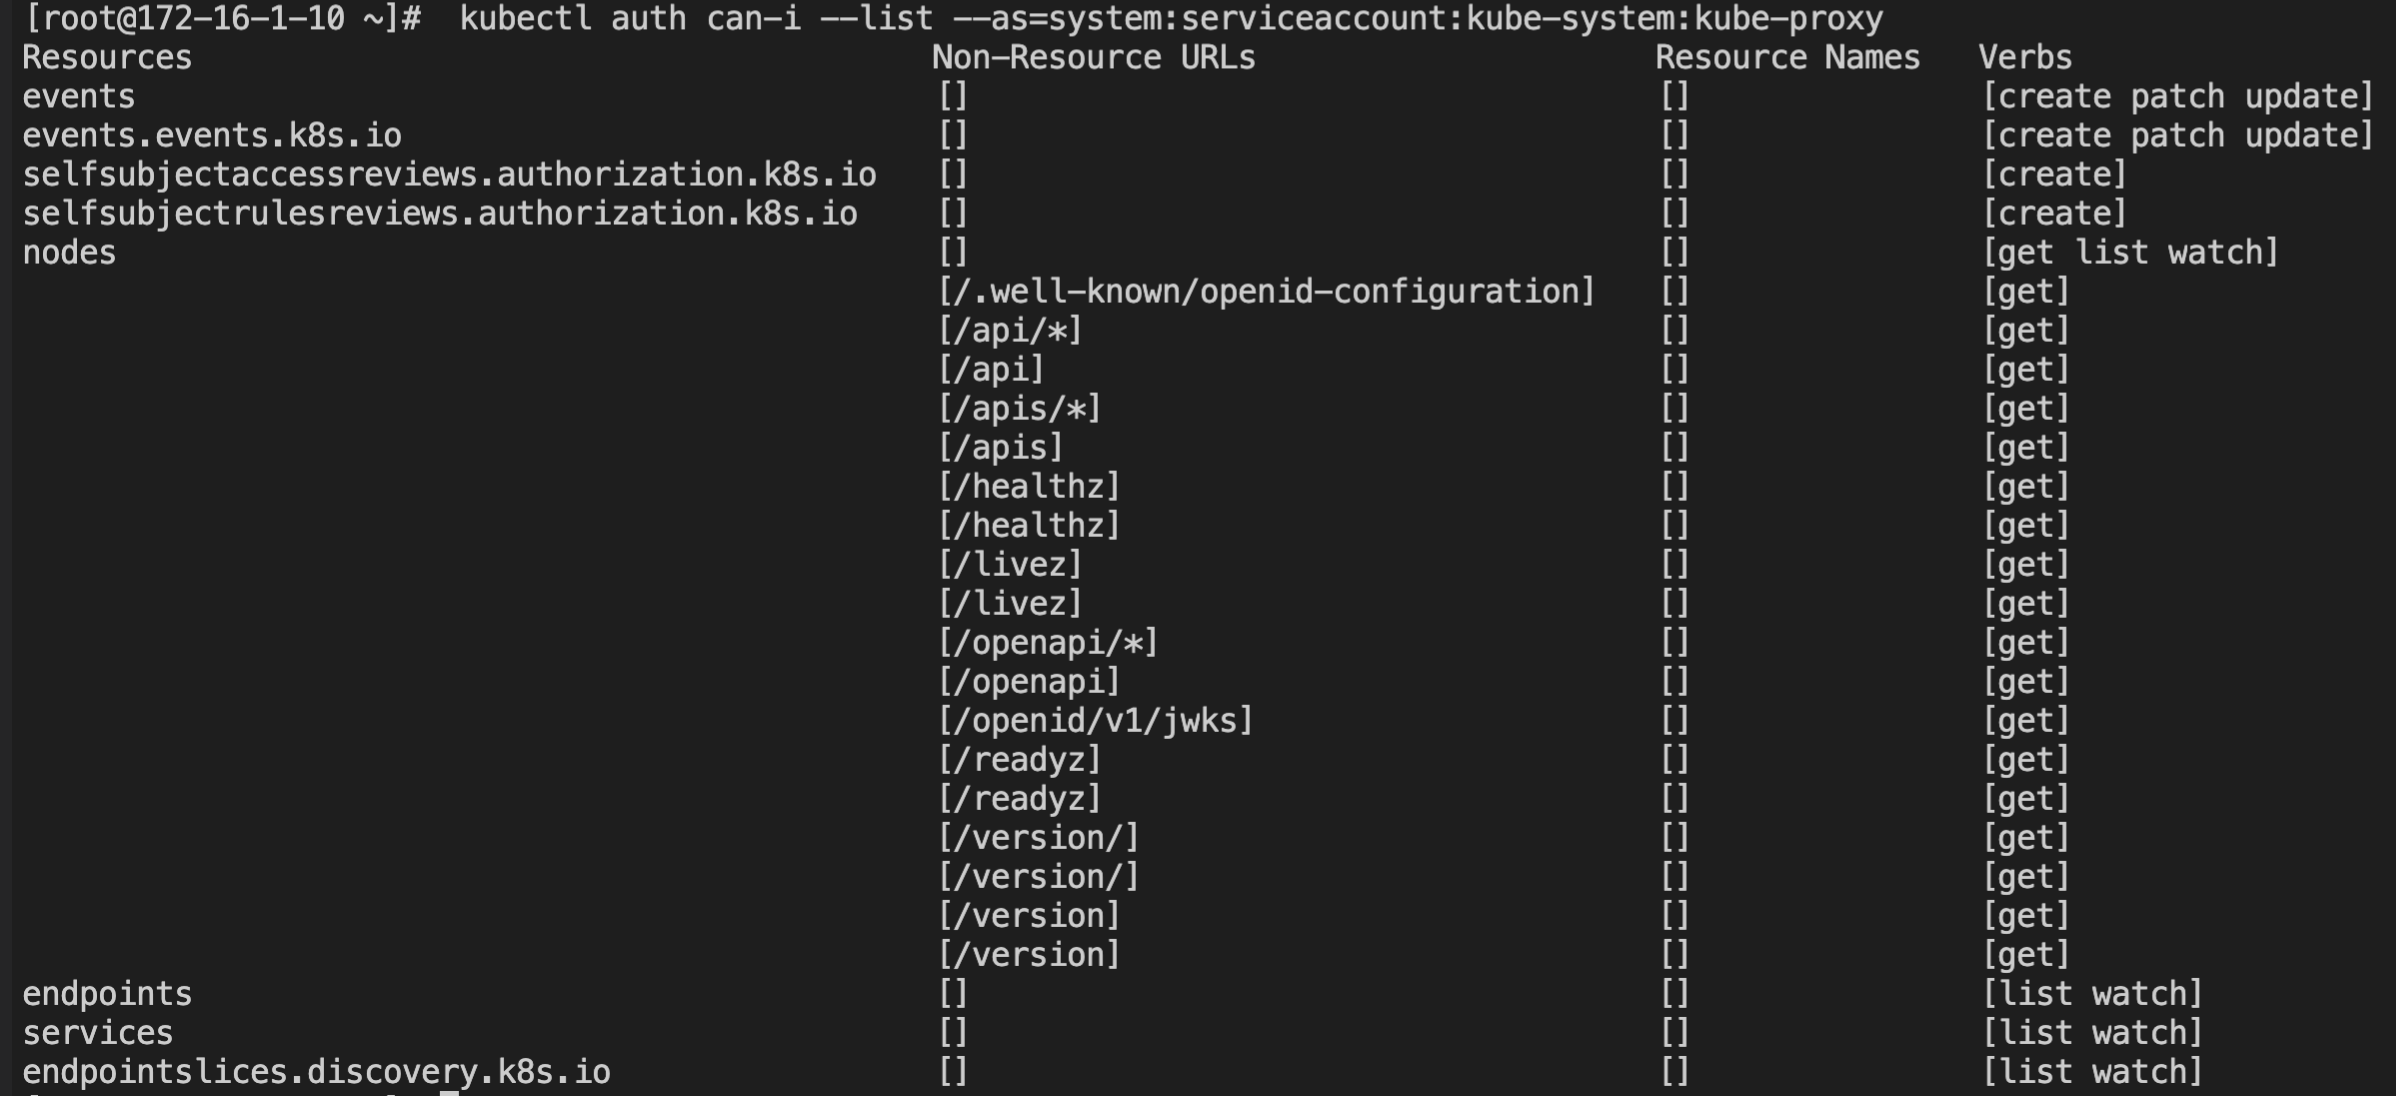 [root@172-16-1-10 ~]#  kubectl auth can-i --list --as=system:serviceaccount:kube-system:kube-proxy
Resources                                       Non-Resource URLs                     Resource Names   Verbs
events                                          []                                    []               [create patch update]
events.events.k8s.io                            []                                    []               [create patch update]
selfsubjectaccessreviews.authorization.k8s.io   []                                    []               [create]
selfsubjectrulesreviews.authorization.k8s.io    []                                    []               [create]
nodes                                           []                                    []               [get list watch]
                                                [/.well-known/openid-configuration]   []               [get]
                                                [/api/*]                              []               [get]
                                                [/api]                                []               [get]
                                                [/apis/*]                             []               [get]
                                                [/apis]                               []               [get]
                                                [/healthz]                            []               [get]
                                                [/healthz]                            []               [get]
                                                [/livez]                              []               [get]
                                                [/livez]                              []               [get]
                                                [/openapi/*]                          []               [get]
                                                [/openapi]                            []               [get]
                                                [/openid/v1/jwks]                     []               [get]
                                                [/readyz]                             []               [get]
                                                [/readyz]                             []               [get]
                                                [/version/]                           []               [get]
                                                [/version/]                           []               [get]
                                                [/version]                            []               [get]
                                                [/version]                            []               [get]
endpoints                                       []                                    []               [list watch]
services                                        []                                    []               [list watch]
endpointslices.discovery.k8s.io                 []                                    []               [list watch]